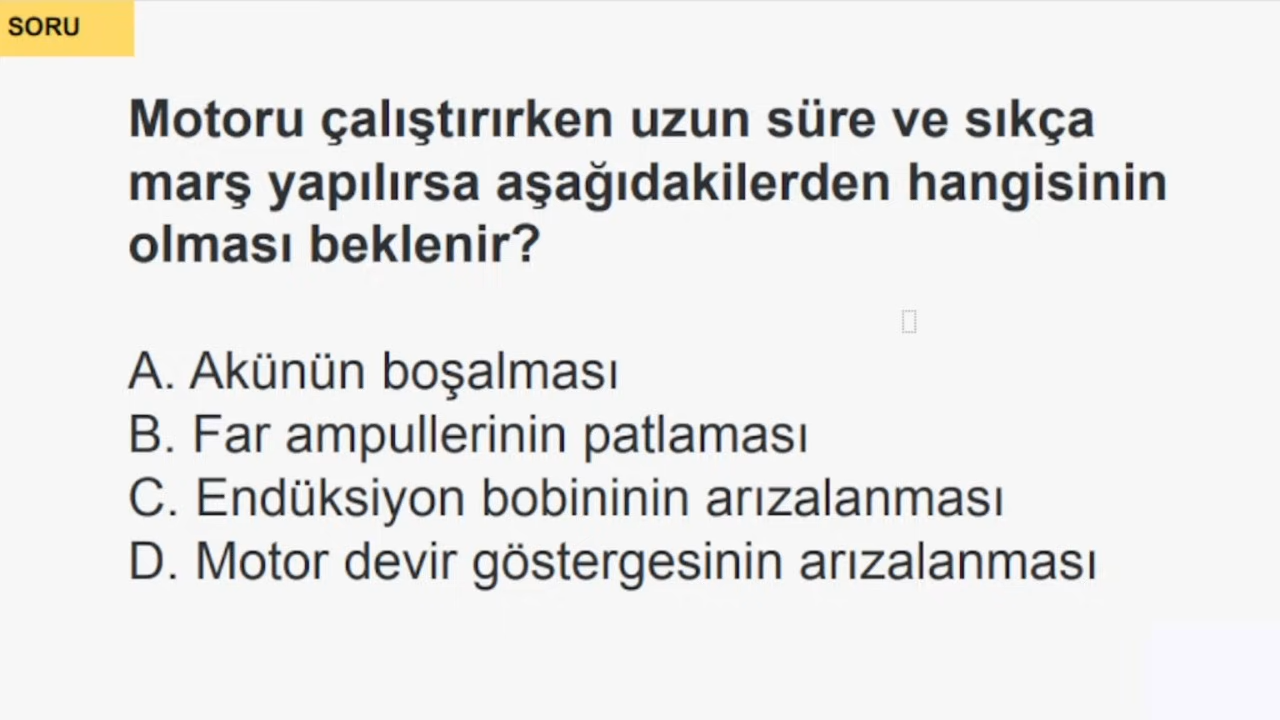 SORU
Motoru çalıştırırken uzun süre ve sıkça
marş yapılırsa aşağıdakilerden hangisinin
olması beklenir?
A. Akünün boşalması
B. Far ampullerinin patlaması
C. Endüksiyon bobininin arızalanması
D. Motor devir göstergesinin arızalanması